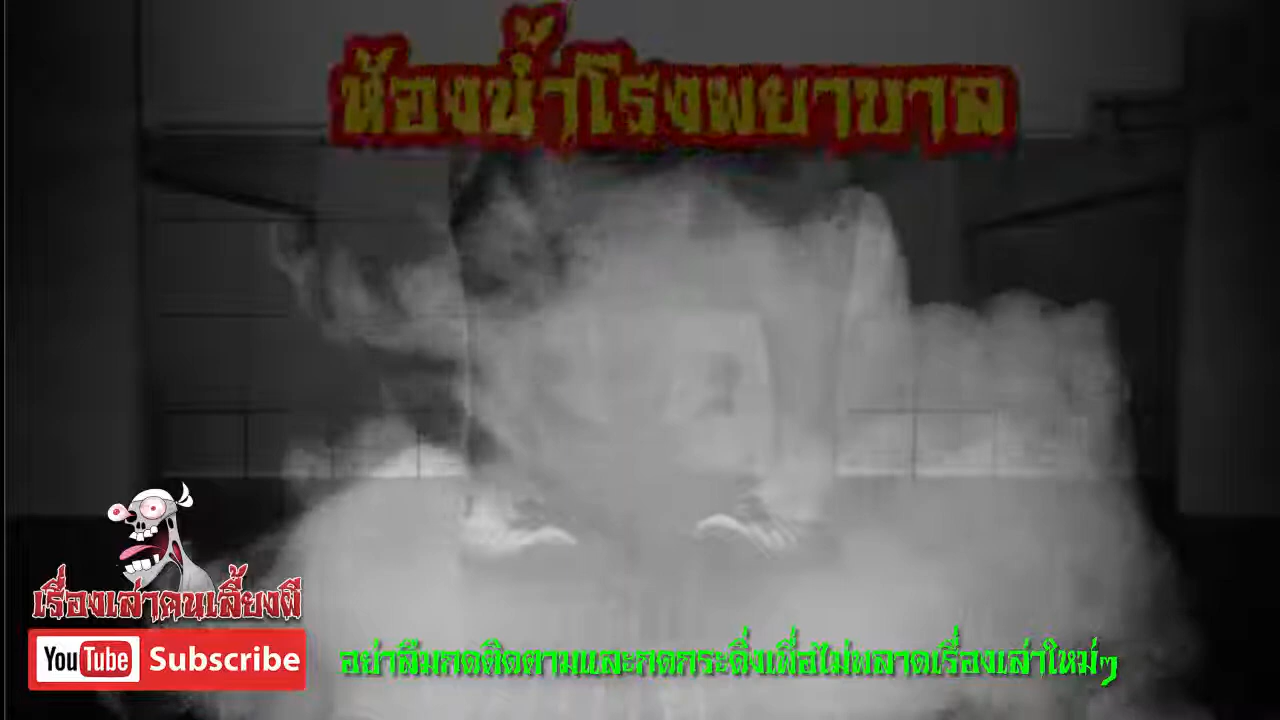 ห้องน้ำโรงพยาบาล
เรื่องเล่าคนเลี้ยงผี
YouTube Subscribe
อย่าลืมกดติดตามและกดกระดิ่งเพื่อไม่พลาดเรื่องเล่าใหม่ๆ